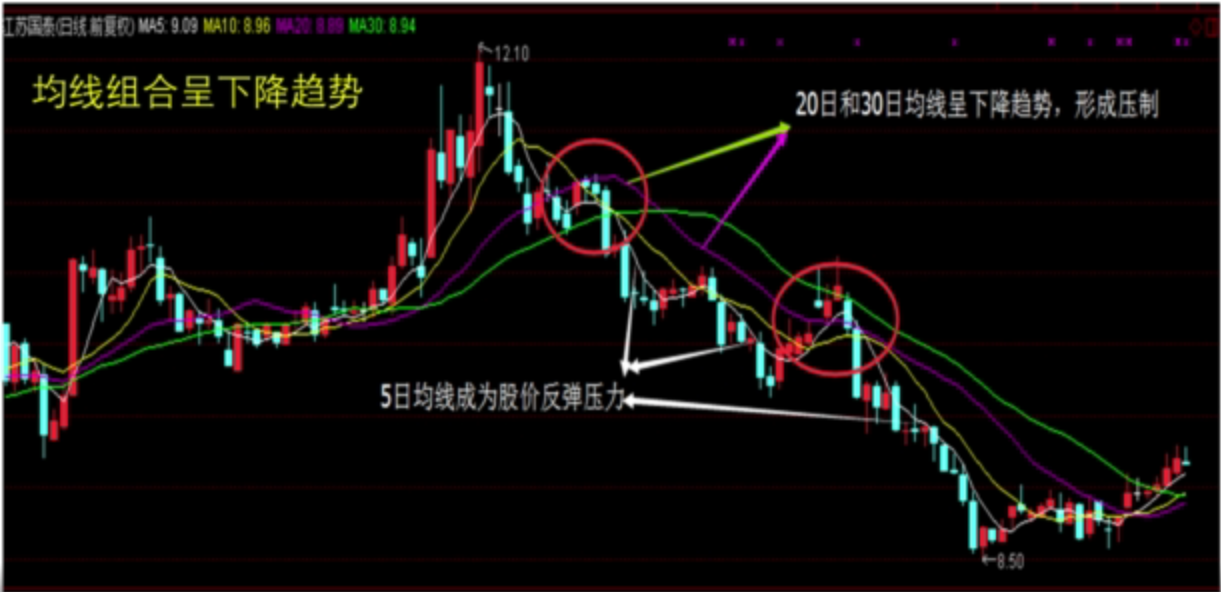 江苏国泰(日线 前复权) MA5: 9.09 MA10: 8.96 MA20: 8.89 MA30: 8.94
12.10
均线组合呈下降趋势
20日和30日均线呈下降趋势，形成压制
5日均线成为股价反弹压力
8.50